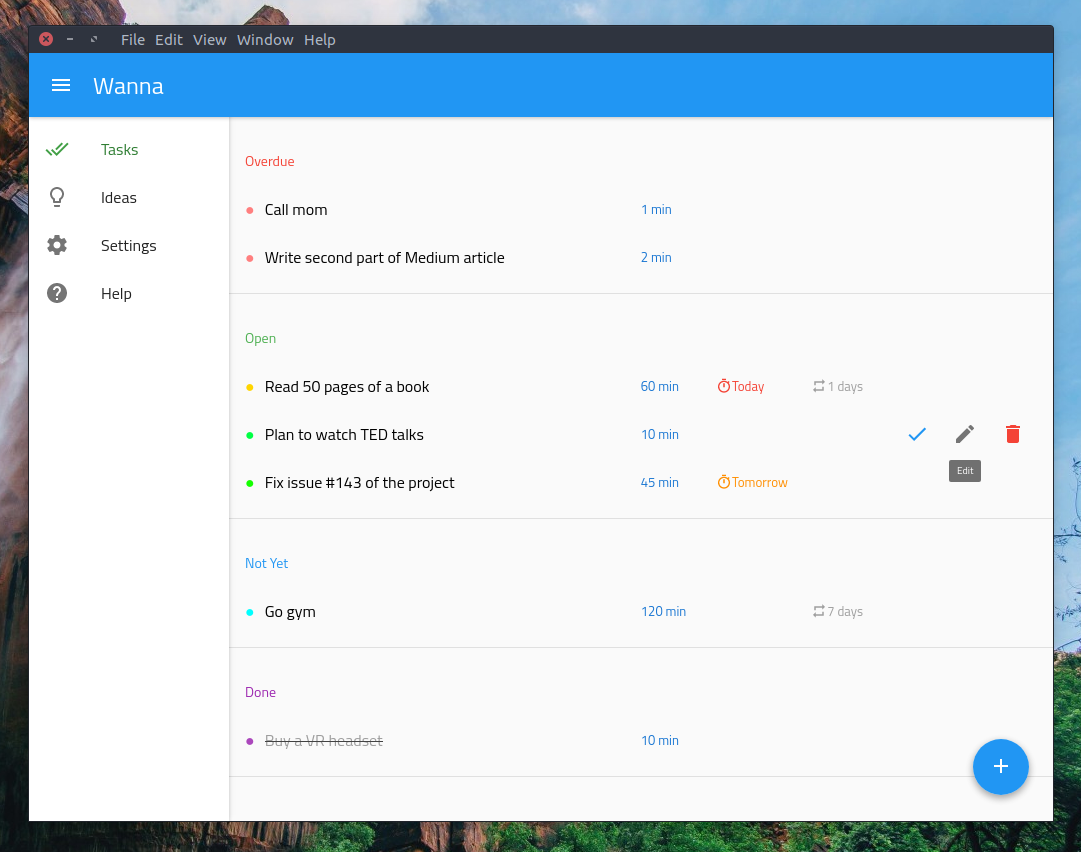 File Edit View Window Help
Wanna
Tasks
Ideas
Settings
Help
Overdue
Call mom 1 min
Write second part of Medium article 2 min
Open
Read 50 pages of a book 60 min Today 1 days
Plan to watch TED talks 10 min
Edit
Fix issue #143 of the project 45 min Tomorrow
Not Yet
Go gym 120 min 7 days
Done
Buy a VR headset 10 min